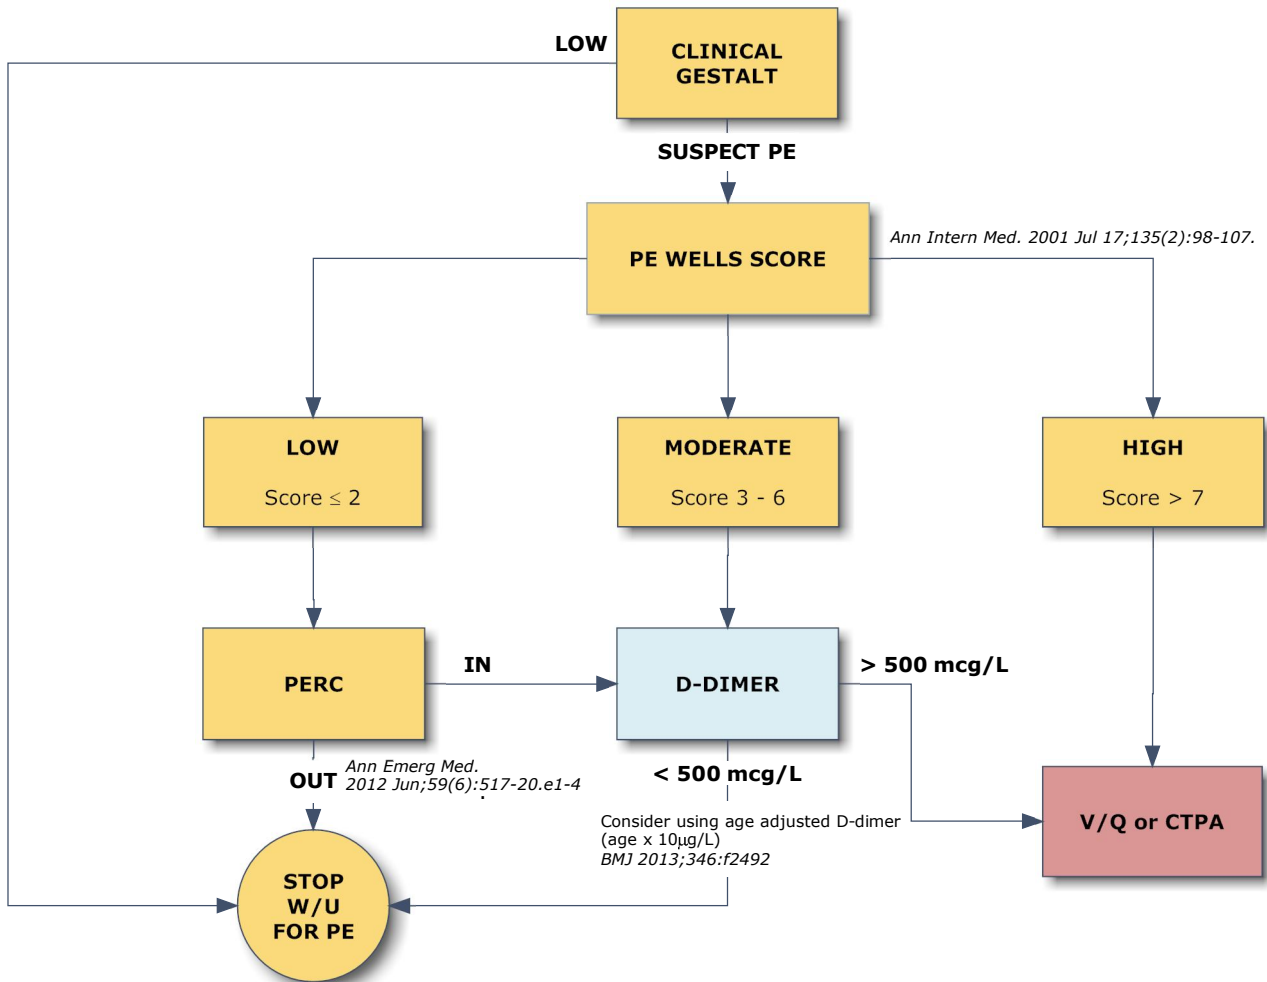 LOW
CLINICAL
GESTALT
SUSPECT PE
PE WELLS SCORE
Ann Intern Med. 2001 Jul 17;135(2):98-107.
LOW
Score ≤ 2
MODERATE
Score 3 - 6
HIGH
Score > 7
PERC
IN
D-DIMER
> 500 mcg/L
OUT
Ann Emerg Med.
2012 Jun;59(6):517-20.e1-4
.
< 500 mcg/L
Consider using age adjusted D-dimer
(age x 10µg/L)
BMJ 2013;346:f2492
V/Q or CTPA
STOP
W/U
FOR PE